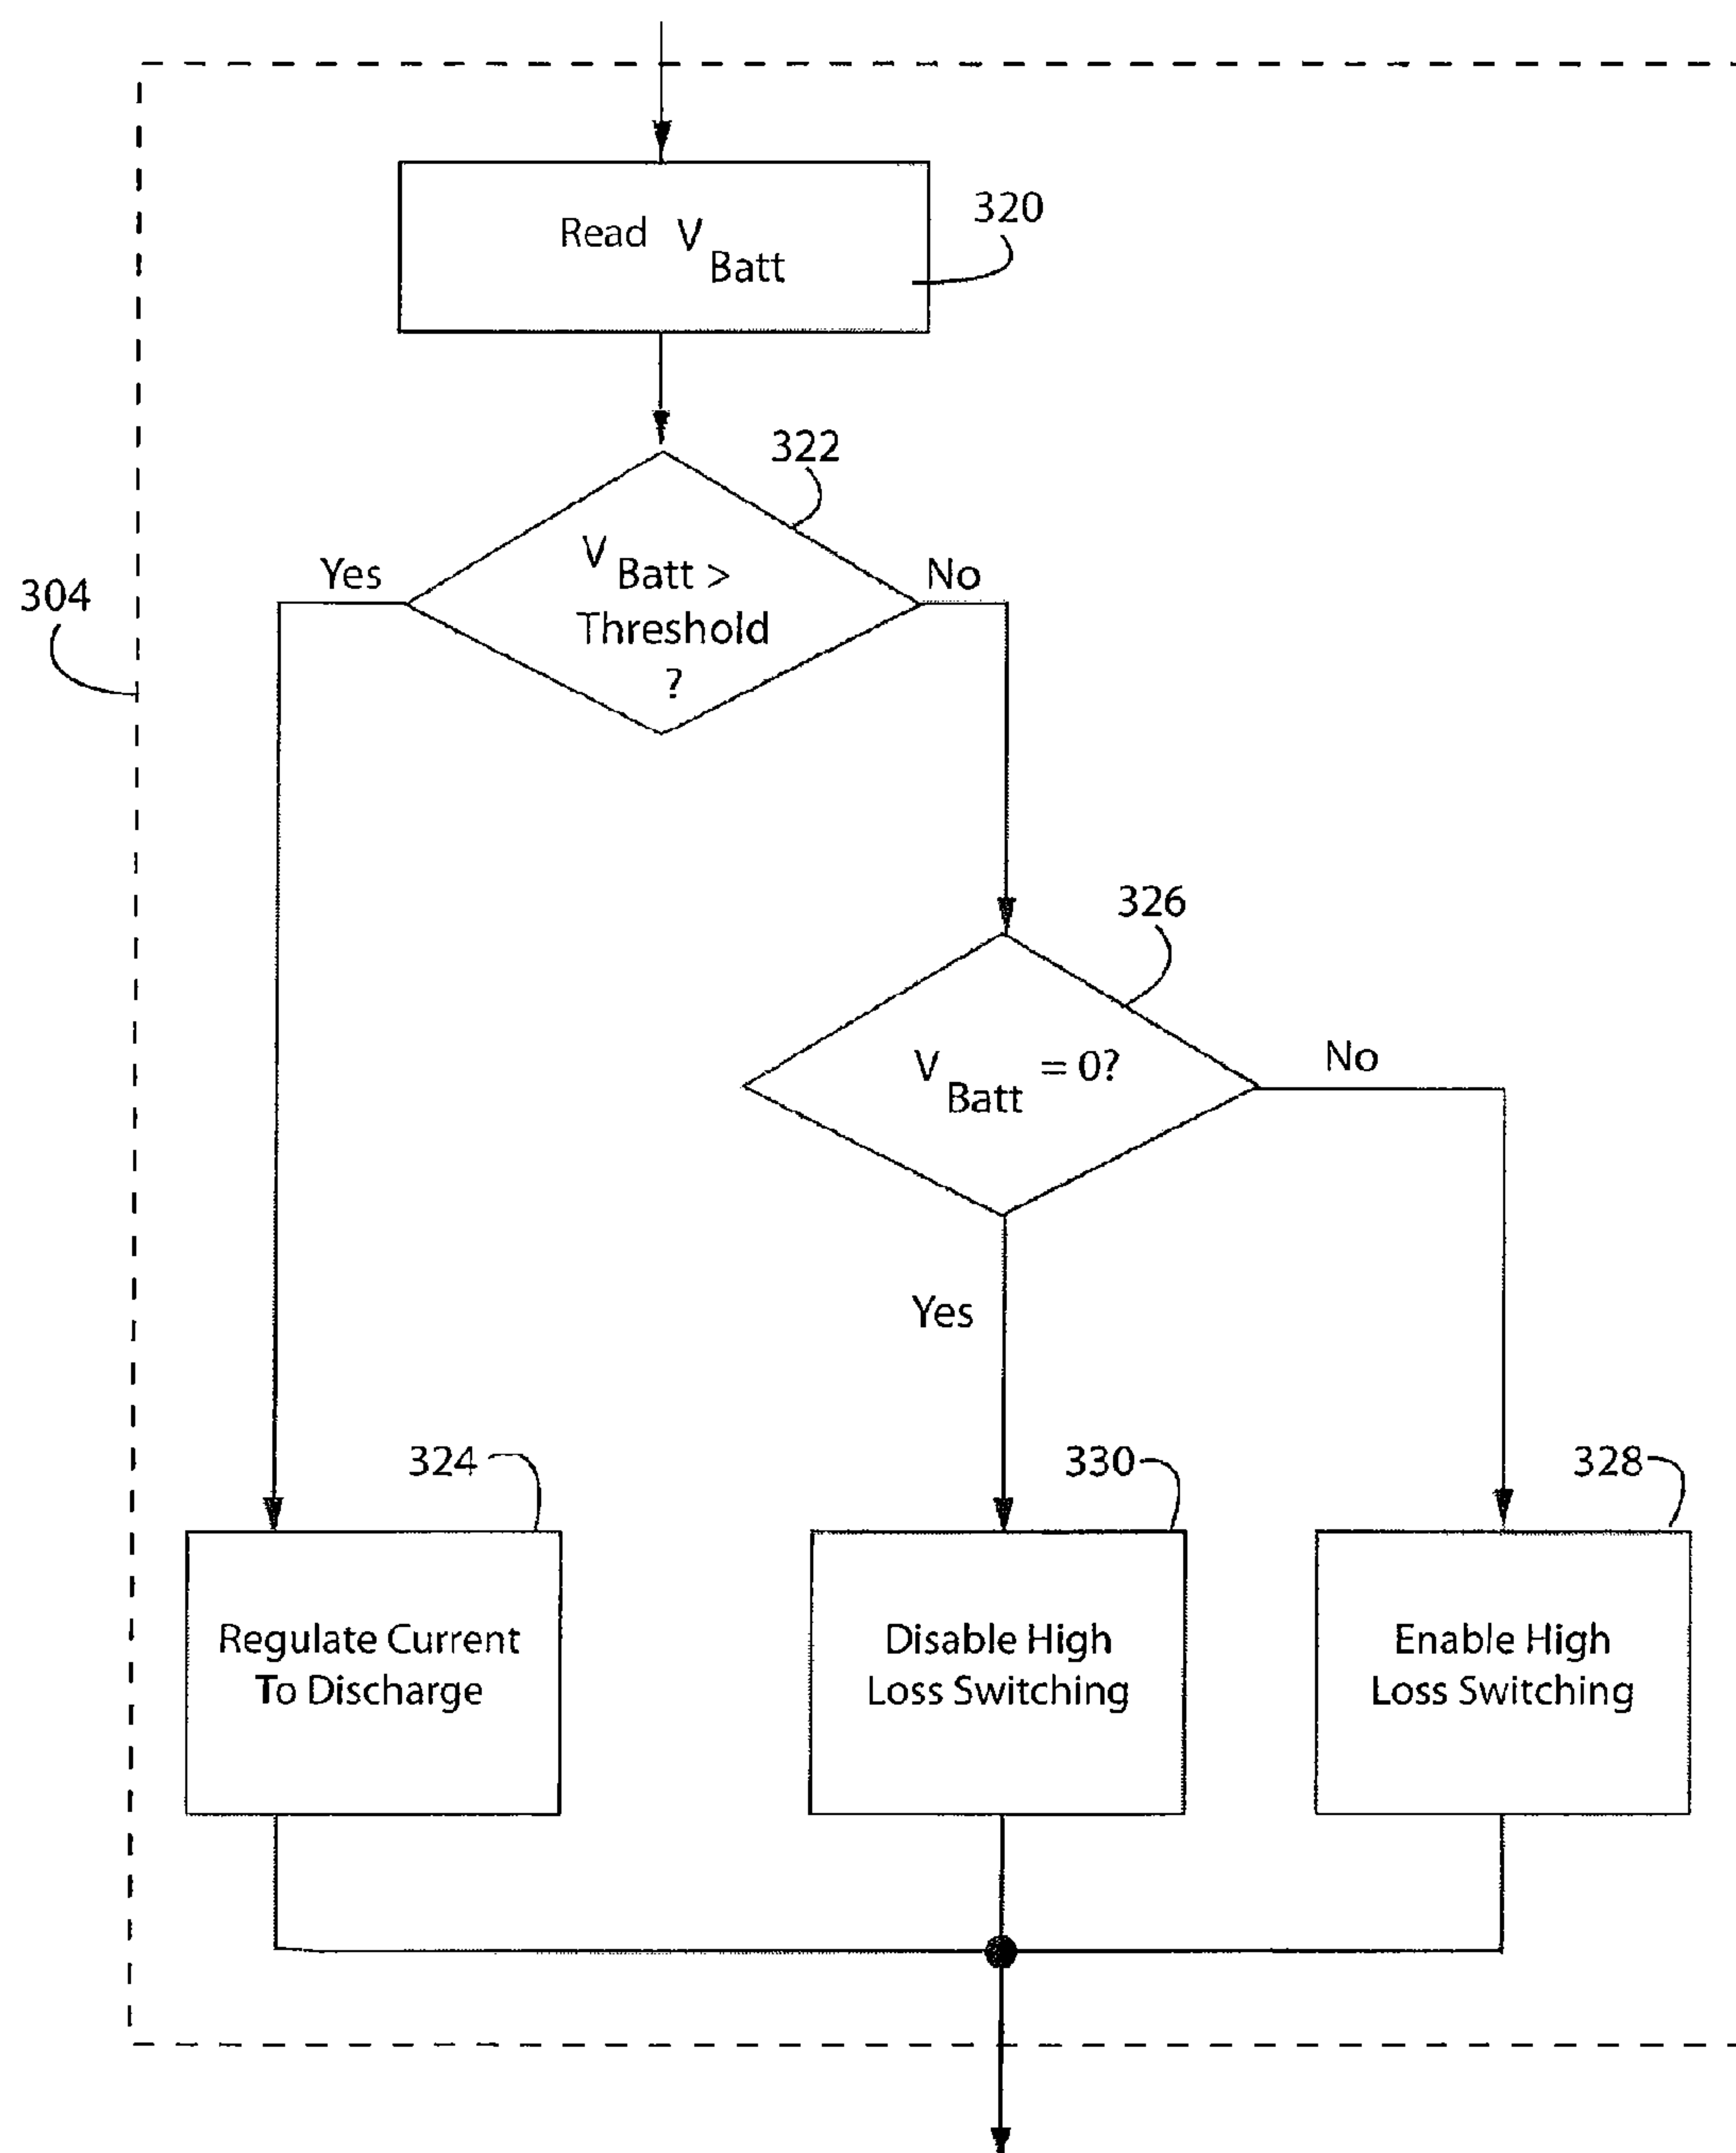 Read V Batt
320
322
Yes
V Batt >
Threshold
?
No
304
326
V Batt = 0?
No
Yes
324
330
328
Regulate Current
To Discharge
Disable High
Loss Switching
Enable High
Loss Switching